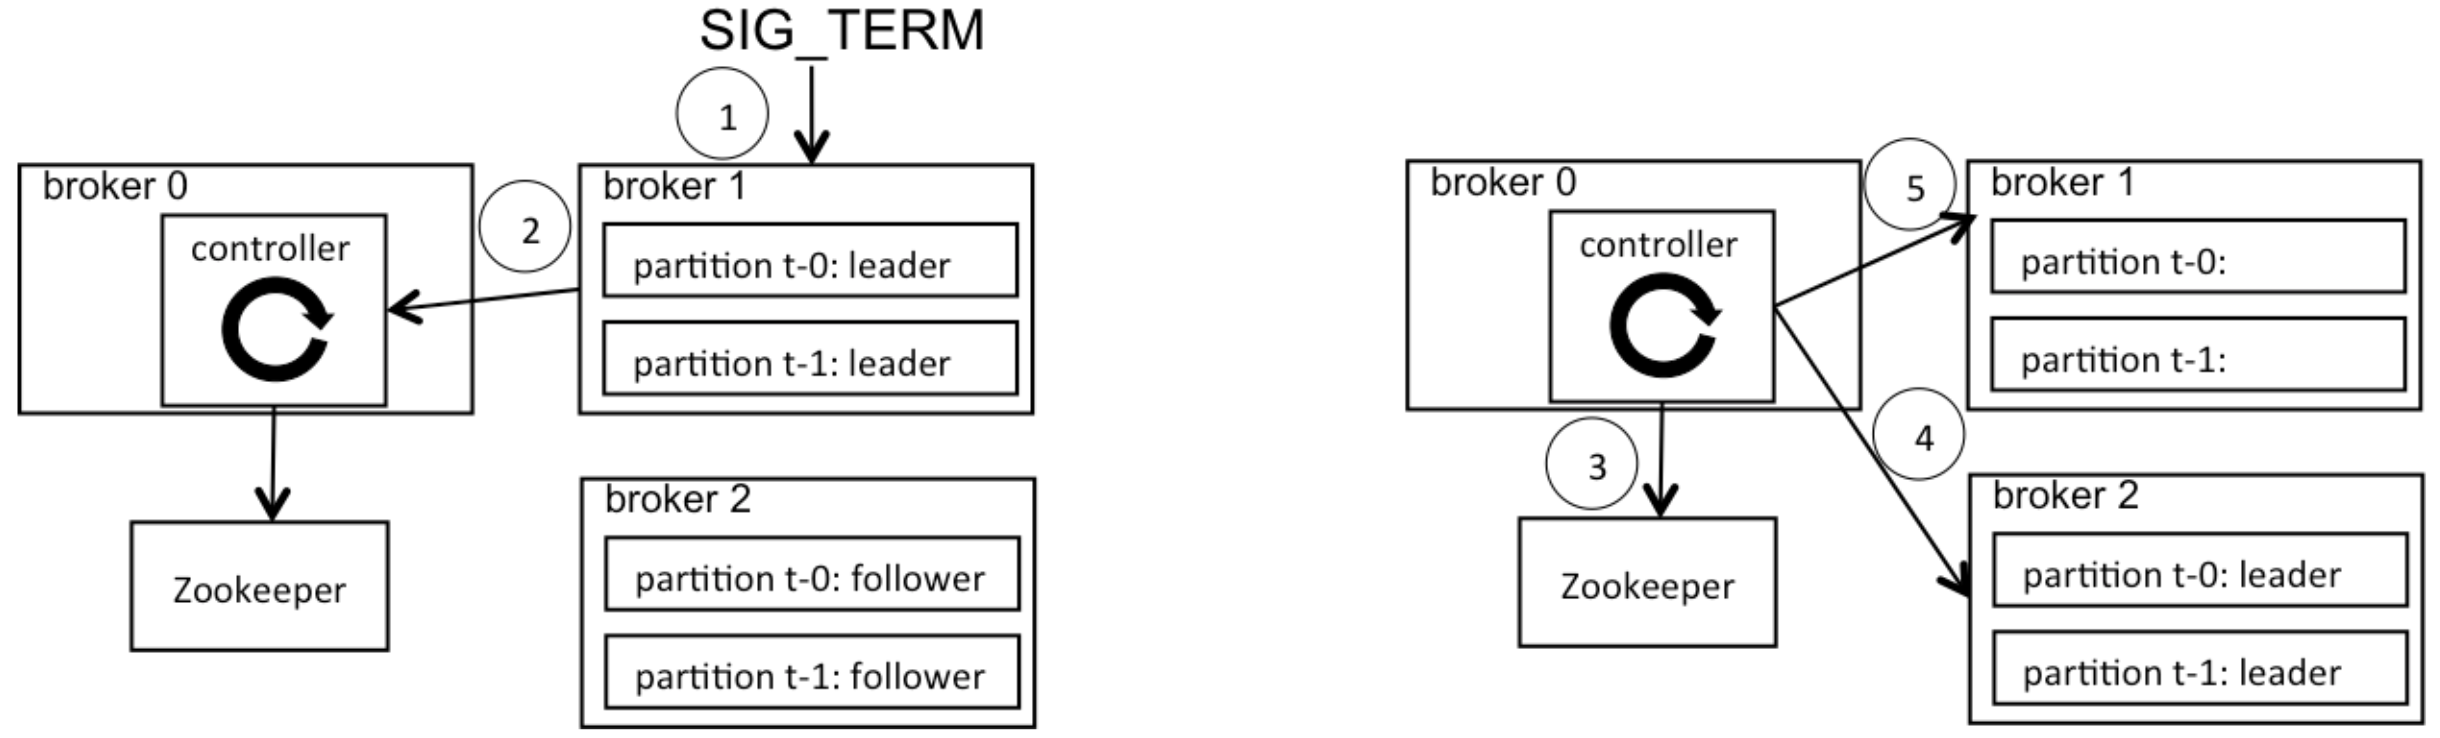 SIG_TERM
1
broker 0
controller
2
broker 1
partition t-0: leader
partition t-1: leader
Zookeeper
broker 2
partition t-0: follower
partition t-1: follower
broker 0
controller
5
broker 1
partition t-0:
partition t-1:
3
4
Zookeeper
broker 2
partition t-0: leader
partition t-1: leader